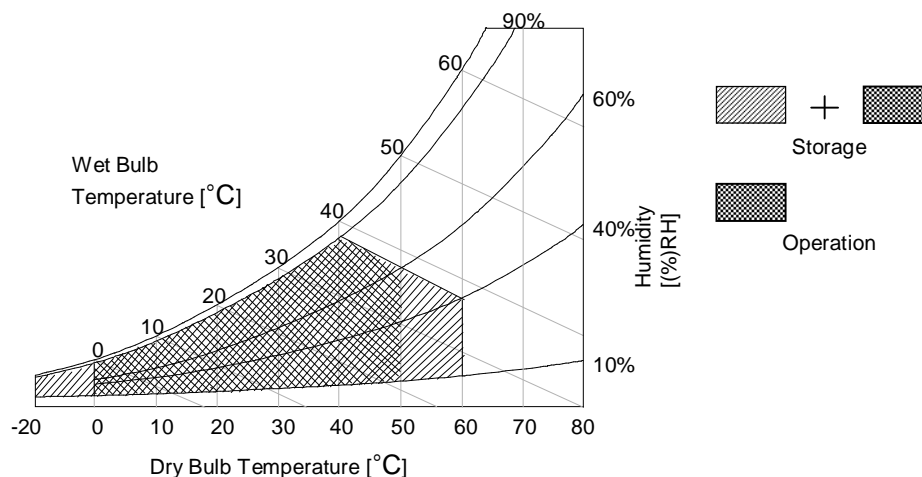 90%
60
60%
50
Storage
Wet Bulb
Temperature [°C]
40
40%
Humidity
[(%)RH]
Operation
30
20
10
0
10%
-20 0 10 20 30 40 50 60 70 80
Dry Bulb Temperature [°C]